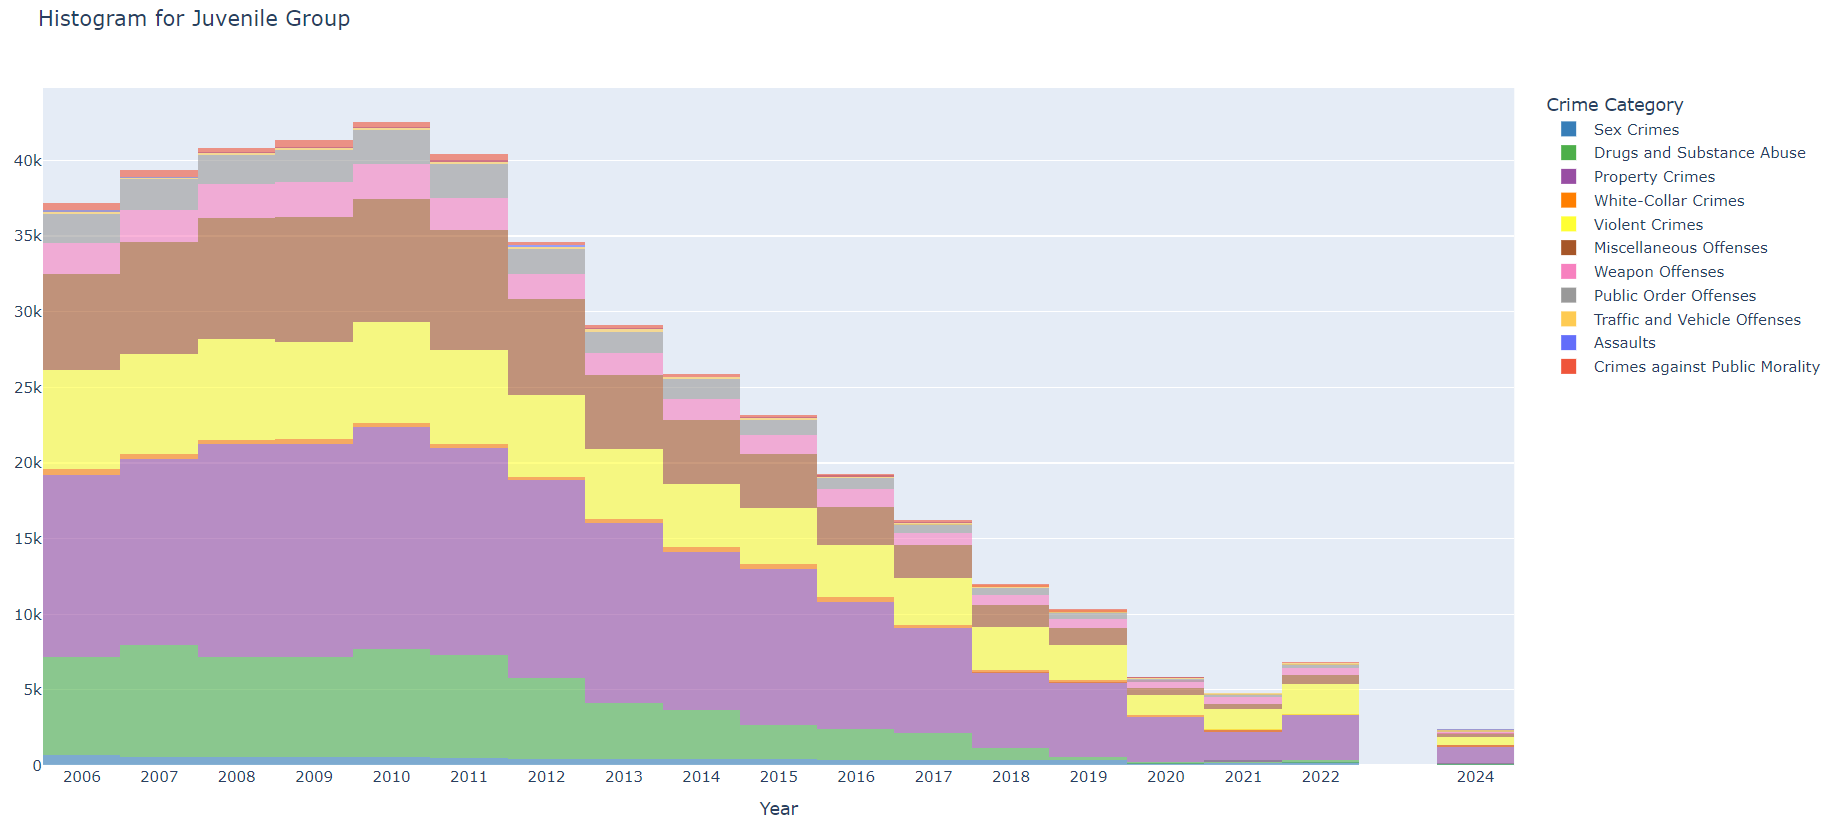 Histogram for Juvenile Group
Crime Category
Sex Crimes
Drugs and Substance Abuse
Property Crimes
White-Collar Crimes
Violent Crimes
Miscellaneous Offenses
Weapon Offenses
Public Order Offenses
Traffic and Vehicle Offenses
Assaults
Crimes against Public Morality
40k
35k
30k
25k
20k
15k
10k
5k
0
2006 2007 2008 2009 2010 2011 2012 2013 2014 2015 2016 2017 2018 2019 2020 2021 2022 2024
Year